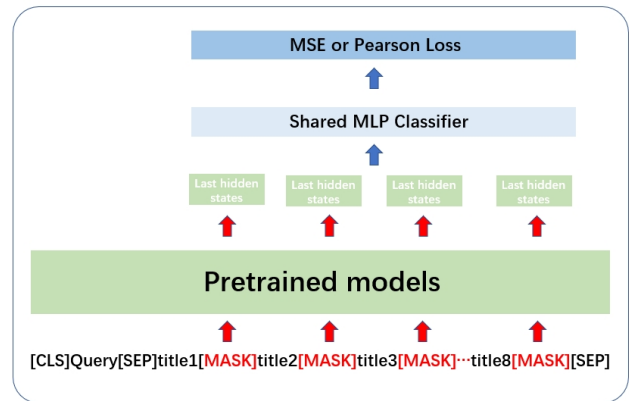 MSE or Pearson Loss
Shared MLP Classifier
Last hidden states
Last hidden states
Last hidden states
Last hidden states
Pretrained models
[CLS]Query[SEP]title1[MASK]title2[MASK]title3[MASK]···title8[MASK][SEP]